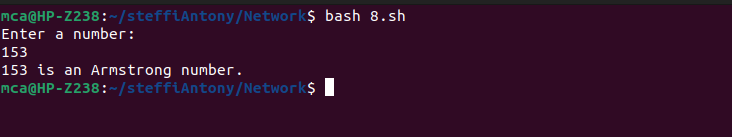 mca@HP-Z238:~/steffiAntony/Network$ bash 8.sh
Enter a number:
153
153 is an Armstrong number.
mca@HP-Z238:~/steffiAntony/Network$